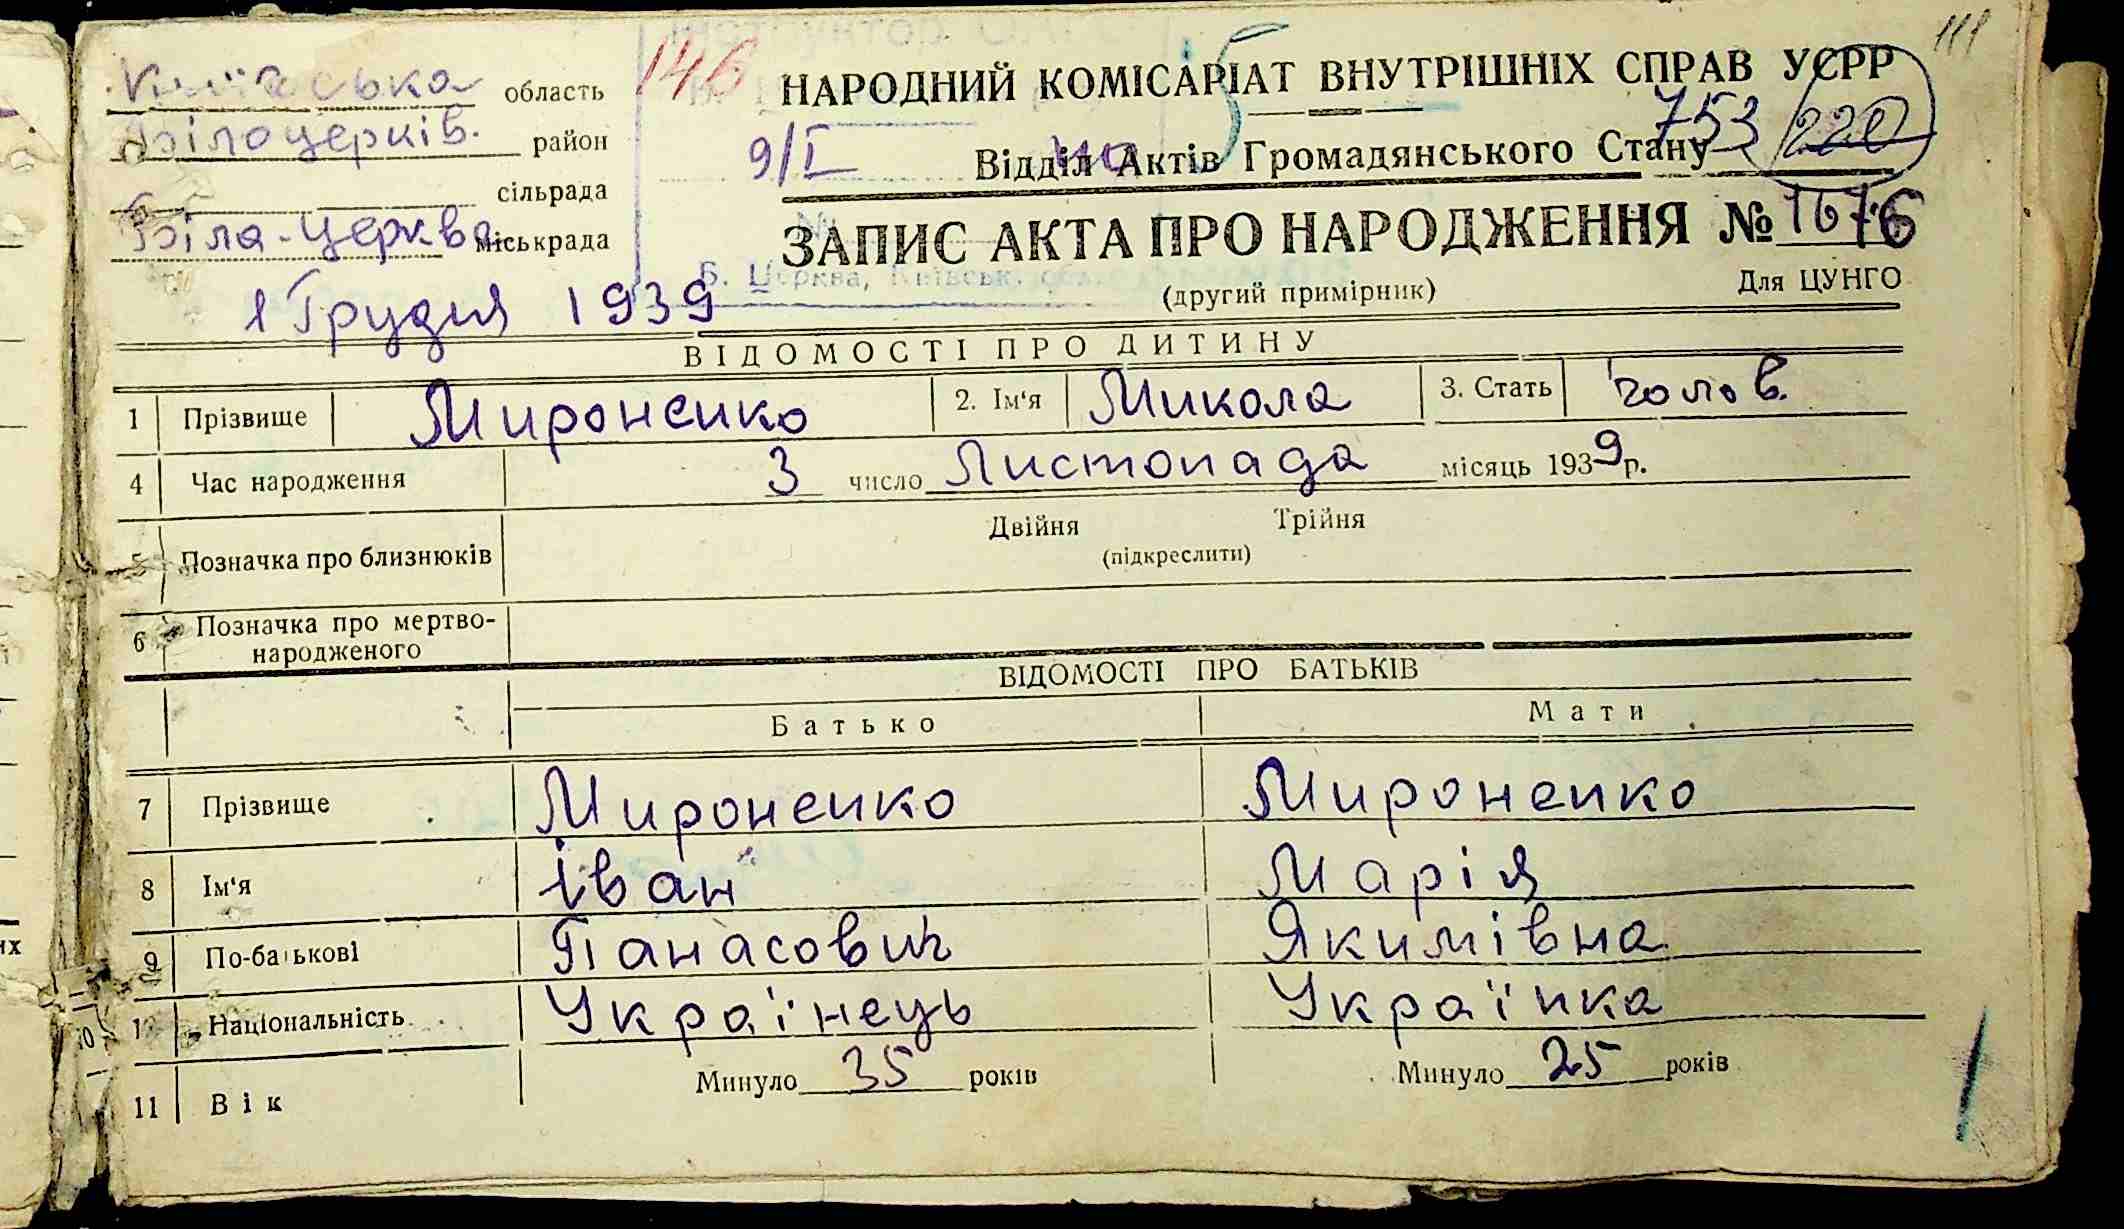 111
146
5
Київська область
Білоцерків. район
сільрада
Біла-Церква міськрада
НАРОДНИЙ КОМІСАРІАТ ВНУТРІШНІХ СПРАВ УСРР
753 220
9/I
Відділ Актів Громадянського Стану
ЗАПИС АКТА ПРО НАРОДЖЕННЯ № 1676
Б. Церква, Київськ. обл.
(другий примірник) Для ЦУНГО
1 Грудня 1939
ВІДОМОСТІ ПРО ДИТИНУ
1 Прізвище Мироненко 2. Ім'я Микола 3. Стать чолов.
4 Час народження 3 число Листопада місяць 1939 р.
Двійня Трійня
5 Позначка про близнюків (підкреслити)
6 Позначка про мертво-
народженого
ВІДОМОСТІ ПРО БАТЬКІВ
Батько Мати
7 Прізвище Мироненко Мироненко
8 Ім'я Іван Марія
9 По-батькові Панасович Якимівна
10 Національність Українець Українка
11 Вік Минуло 35 років Минуло 25 років